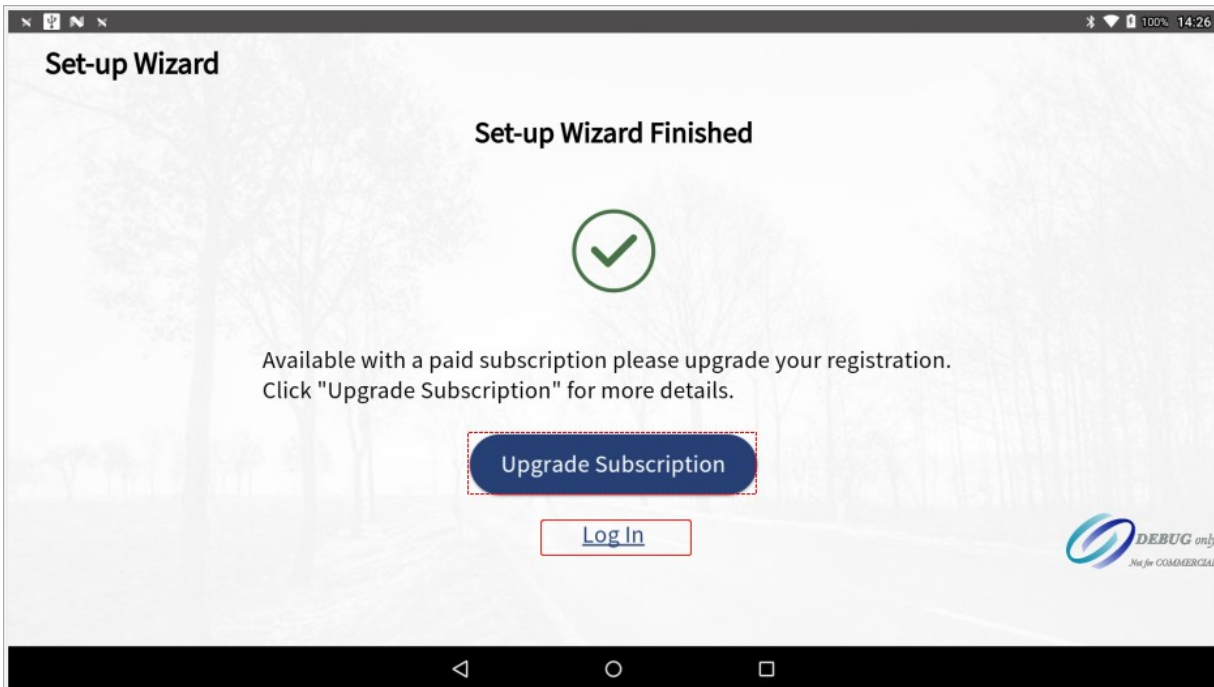 100% 14:26
Set-up Wizard
Set-up Wizard Finished
Available with a paid subscription please upgrade your registration.
Click "Upgrade Subscription" for more details.
Upgrade Subscription
Log In
DEBUG only
Not for COMMERCIAL